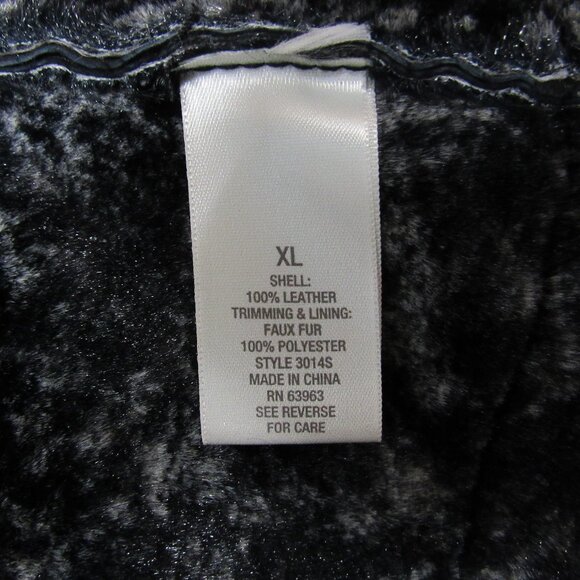 XL
SHELL:
100% LEATHER
TRIMMING & LINING:
FAUX FUR
100% POLYESTER
STYLE 3014S
MADE IN CHINA
RN 63963
SEE REVERSE
FOR CARE